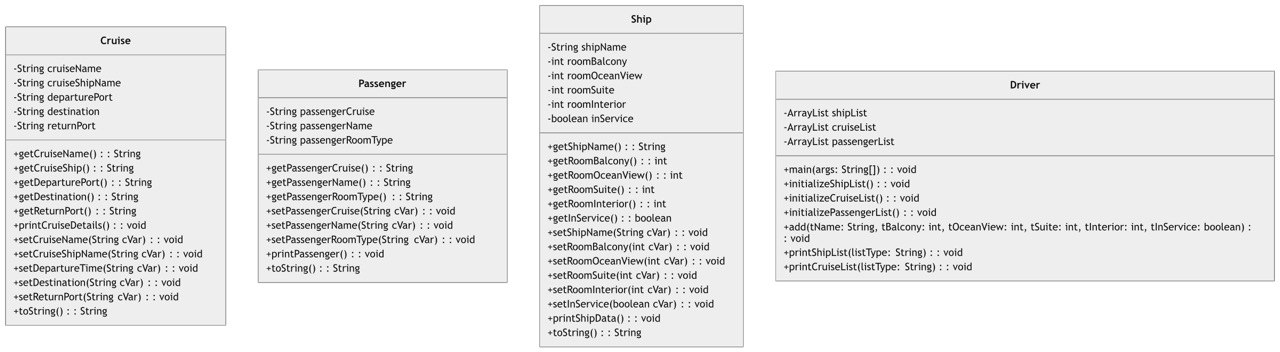 Cruise
-String cruiseName
-String cruiseShipName
-String departurePort
-String destination
-String returnPort
+getCruiseName() : : String
+getCruiseShip() : : String
+getDeparturePort() : : String
+getDestination() : : String
+getReturnPort() : : String
+printCruiseDetails() : : void
+setCruiseName(String cVar) : : void
+setCruiseShipName(String cVar) : : void
+setDepartureTime(String cVar) : : void
+setDestination(String cVar) : : void
+setReturnPort(String cVar) : : void
+toString() : : String
Passenger
-String passengerCruise
-String passengerName
-String passengerRoomType
+getPassengerCruise() : : String
+getPassengerName() : : String
+getPassengerRoomType() : : String
+setPassengerCruise(String cVar) : : void
+setPassengerName(String cVar) : : void
+setPassengerRoomType(String cVar) : : void
+printPassenger() : : void
+toString() : : String
Ship
-String shipName
-int roomBalcony
-int roomOceanView
-int roomSuite
-int roomInterior
-boolean inService
+getShipName() : : String
+getRoomBalcony() : : int
+getRoomOceanView() : : int
+getRoomSuite() : : int
+getRoomInterior() : : int
+getInService() : : boolean
+setShipName(String cVar) : : void
+setRoomBalcony(int cVar) : : void
+setRoomOceanView(int cVar) : : void
+setRoomSuite(int cVar) : : void
+setRoomInterior(int cVar) : : void
+setInService(boolean cVar) : : void
+printShipData() : : void
+toString() : : String
Driver
-ArrayList shipList
-ArrayList cruiseList
-ArrayList passengerList
+main(args: String[]) : : void
+initializeShipList() : : void
+initializeCruiseList() : : void
+initializePassengerList() : : void
+add(tName: String, tBalcony: int, tOceanView: int, tSuite: int, tInterior: int, tInService: boolean) :
: void
+printShipList(listType: String) : : void
+printCruiseList(listType: String) : : void